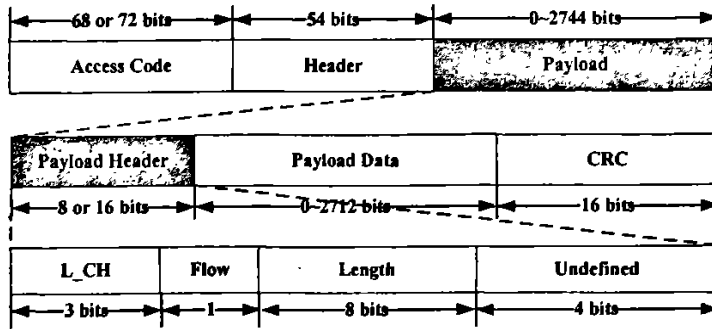 68 or 72 bits 54 bits 0~2744 bits
Access Code Header Payload
Payload Header Payload Data CRC
8 or 16 bits 0~2712 bits 16 bits
L_CH Flow Length Undefined
3 bits 1 8 bits 4 bits